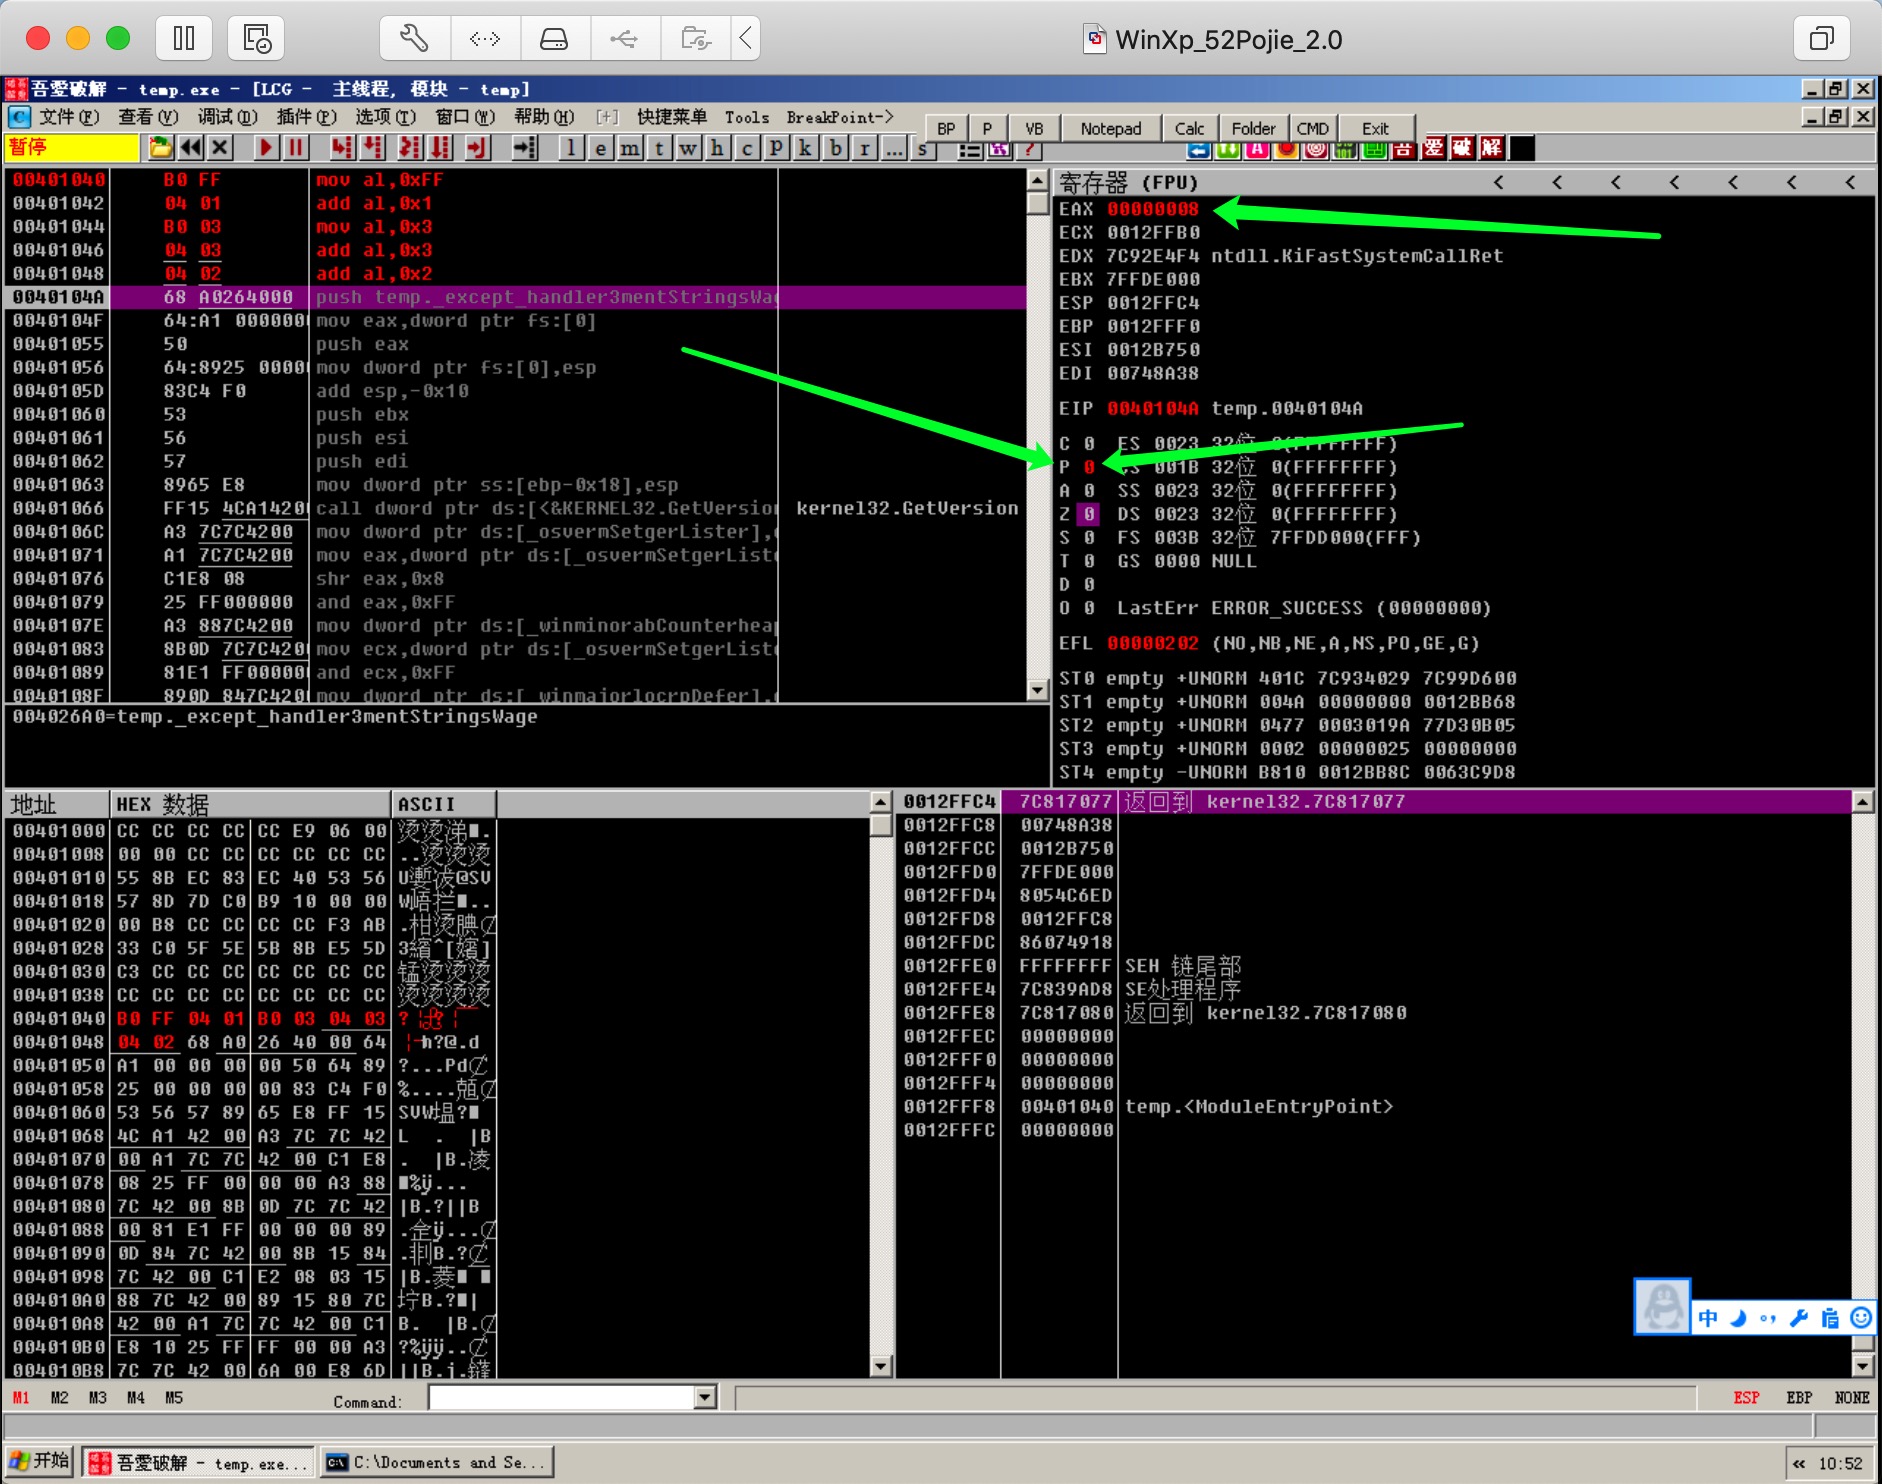 WinXp_52Pojie_2.0
吾愛破解 - temp.exe - [LCG - 主线程, 模块 - temp]
文件(F) 查看(V) 调试(D) 插件(P) 选项(T) 窗口(W) 帮助(H) [+] 快捷菜单 Tools BreakPoint->
BP P VB Notepad Calc Folder CMD Exit
暂停 l e m t w h c P k b r ... s ? 吾 爱 破 解
00401040 B0 FF mov al,0xFF
00401042 04 01 add al,0x1
00401044 B0 03 mov al,0x3
00401046 04 03 add al,0x3
00401048 04 02 add al,0x2
0040104A 68 A0264000 push temp._except_handler3mentStringsWa
0040104F 64:A1 000000 mov eax,dword ptr fs:[0]
00401055 50 push eax
00401056 64:8925 0000 mov dword ptr fs:[0],esp
0040105D 83C4 F0 add esp,-0x10
00401060 53 push ebx
00401061 56 push esi
00401062 57 push edi
00401063 8965 E8 mov dword ptr ss:[ebp-0x18],esp
00401066 FF15 4CA14200 call dword ptr ds:[<&KERNEL32.GetVersion kernel32.GetVersion
0040106C A3 7C7C4200 mov dword ptr ds:[_osvermSetgerLister],
00401071 A1 7C7C4200 mov eax,dword ptr ds:[_osvermSetgerList
00401076 C1E8 08 shr eax,0x8
00401079 25 FF000000 and eax,0xFF
0040107E A3 887C4200 mov dword ptr ds:[_winminorabCounterhea
00401083 8B0D 7C7C420 mov ecx,dword ptr ds:[_osvermSetgerList
00401089 81E1 FF00000 and ecx,0xFF
0040108F 890D 847C420 mov dword ptr ds:[_winmajorlocrpDefer],
004026A0=temp._except_handler3mentStringsWage
寄存器 (FPU) < < < < < < <
EAX 00000008
ECX 0012FFB0
EDX 7C92E4F4 ntdll.KiFastSystemCallRet
EBX 7FFDE000
ESP 0012FFC4
EBP 0012FFF0
ESI 0012B750
EDI 00748A38
EIP 0040104A temp.0040104A
C 0 ES 0023 32位 0(FFFFFFFF)
P 0 CS 001B 32位 0(FFFFFFFF)
A 0 SS 0023 32位 0(FFFFFFFF)
Z 0 DS 0023 32位 0(FFFFFFFF)
S 0 FS 003B 32位 7FFDD000(FFF)
T 0 GS 0000 NULL
D 0
O 0 LastErr ERROR_SUCCESS (00000000)
EFL 00000202 (NO,NB,NE,A,NS,PO,GE,G)
ST0 empty +UNORM 401C 7C934029 7C99D600
ST1 empty +UNORM 004A 00000000 0012BB68
ST2 empty +UNORM 0477 0003019A 77D30B05
ST3 empty +UNORM 0002 00000025 00000000
ST4 empty -UNORM B810 0012BB8C 0063C9D8
地址 HEX 数据 ASCII
00401000 CC CC CC CC CC E9 06 00
00401008 00 00 CC CC CC CC CC CC ..烫烫烫
00401010 55 8B EC 83 EC 40 53 56
00401018 57 8D 7D C0 B9 10 00 00
00401020 00 B8 CC CC CC CC F3 AB
00401028 33 C0 5F 5E 5B 8B E5 5D
00401030 C3 CC CC CC CC CC CC CC 锰烫烫烫
00401038 CC CC CC CC CC CC CC CC 烫烫烫烫
00401040 B0 FF 04 01 B0 03 04 03
00401048 04 02 68 A0 26 40 00 64 h?@.d
00401050 A1 00 00 00 00 50 64 89 ?...Pd
00401058 25 00 00 00 00 83 C4 F0 %....
00401060 53 56 57 89 65 E8 FF 15 SVW塭?
00401068 4C A1 42 00 A3 7C 7C 42 L . |B
00401070 00 A1 7C 7C 42 00 C1 E8 . |B.凌
00401078 08 25 FF 00 00 00 A3 88 %ÿ...
00401080 7C 42 00 8B 0D 7C 7C 42 |B.?||B
00401088 00 81 E1 FF 00 00 00 89
00401090 0D 84 7C 42 00 8B 15 84
00401098 7C 42 00 C1 E2 08 03 15 |B.菱
004010A0 88 7C 42 00 89 15 80 7C
004010A8 42 00 A1 7C 7C 42 00 C1 B. |B.
004010B0 E8 10 25 FF FF 00 00 A3 ?%ÿÿ..
004010B8 7C 7C 42 00 6A 00 E8 6D ||B.j.
0012FFC4 7C817077 返回到 kernel32.7C817077
0012FFC8 00748A38
0012FFCC 0012B750
0012FFD0 7FFDE000
0012FFD4 8054C6ED
0012FFD8 0012FFC8
0012FFDC 86074918
0012FFE0 FFFFFFFF SEH 链尾部
0012FFE4 7C839AD8 SE处理程序
0012FFE8 7C817080 返回到 kernel32.7C817080
0012FFEC 00000000
0012FFF0 00000000
0012FFF4 00000000
0012FFF8 00401040 temp.<ModuleEntryPoint>
0012FFFC 00000000
中
M1 M2 M3 M4 M5 Command: ESP EBP NONE
开始 吾愛破解 - temp.exe... C:\Documents and Se... « 10:52